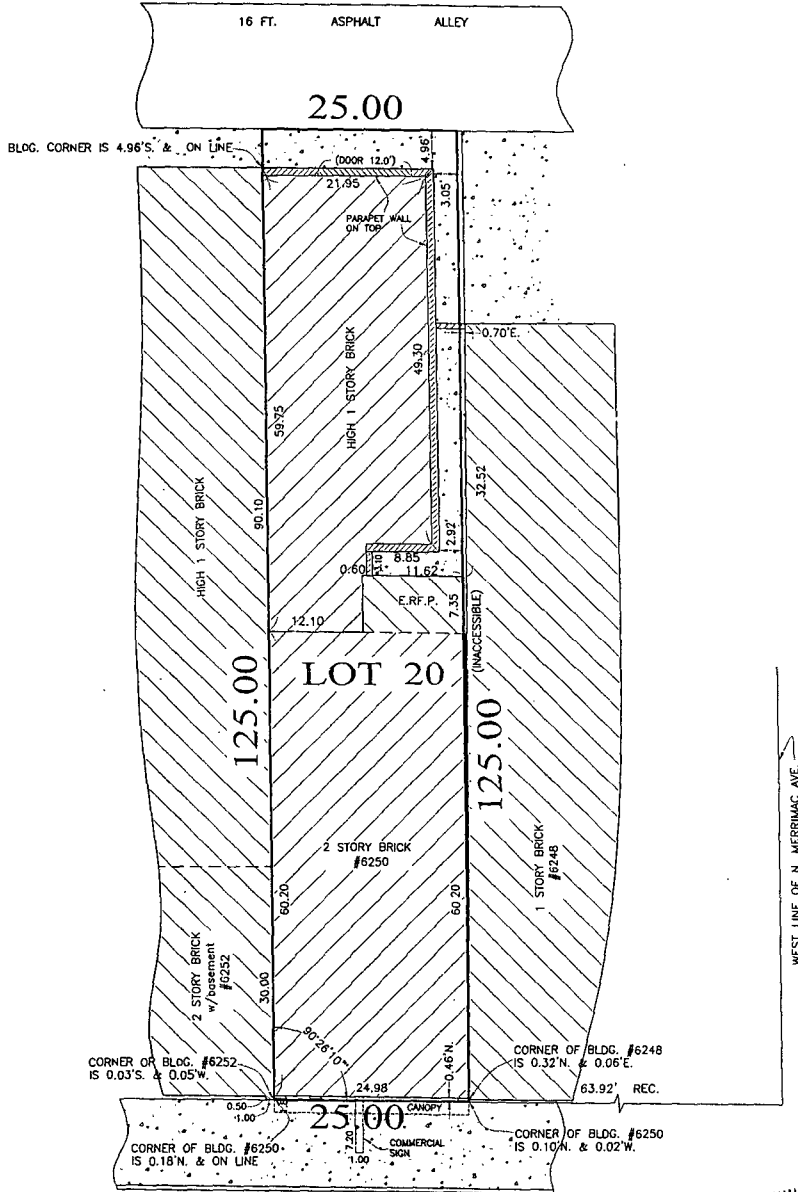 16 FT. ASPHALT ALLEY
25.00
BLDG. CORNER IS 4.96'S. & ON LINE
(DOOR 12.0')
21.95
4.96'
3.05'
PARAPET WALL
ON TOP
0.70'E.
HIGH 1 STORY BRICK
49.30
59.75
90.10
HIGH 1 STORY BRICK
32.52
2.92'
8.85
0.60
11.62
E.RF.P.
7.35
(INACCESSIBLE)
12.10
LOT 20
125.00
125.00
WEST LINE OF N. MERRIMAC AVE.
2 STORY BRICK
#6250
1 STORY BRICK
#6248
60.20
60.20
2 STORY BRICK
w/basement
#6252
30.00
90°26'10"
0.46'N.
CORNER OF BLDG. #6252
IS 0.03'S. & 0.05'W.
CORNER OF BLDG. #6248
IS 0.32'N. & 0.06'E.
24.98
63.92' REC.
0.50
1.00
CANOPY
25.00
CORNER OF BLDG. #6250
IS 0.18'N. & ON LINE
7.20
1.00
COMMERCIAL
SIGN
CORNER OF BLDG. #6250
IS 0.10'N. & 0.02'W.